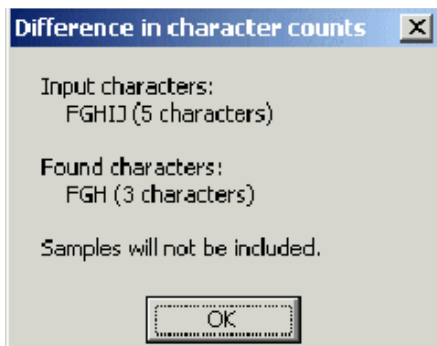 Difference in character counts
Input characters:
FGHIJ (5 characters)
Found characters:
FGH (3 characters)
Samples will not be included.
OK